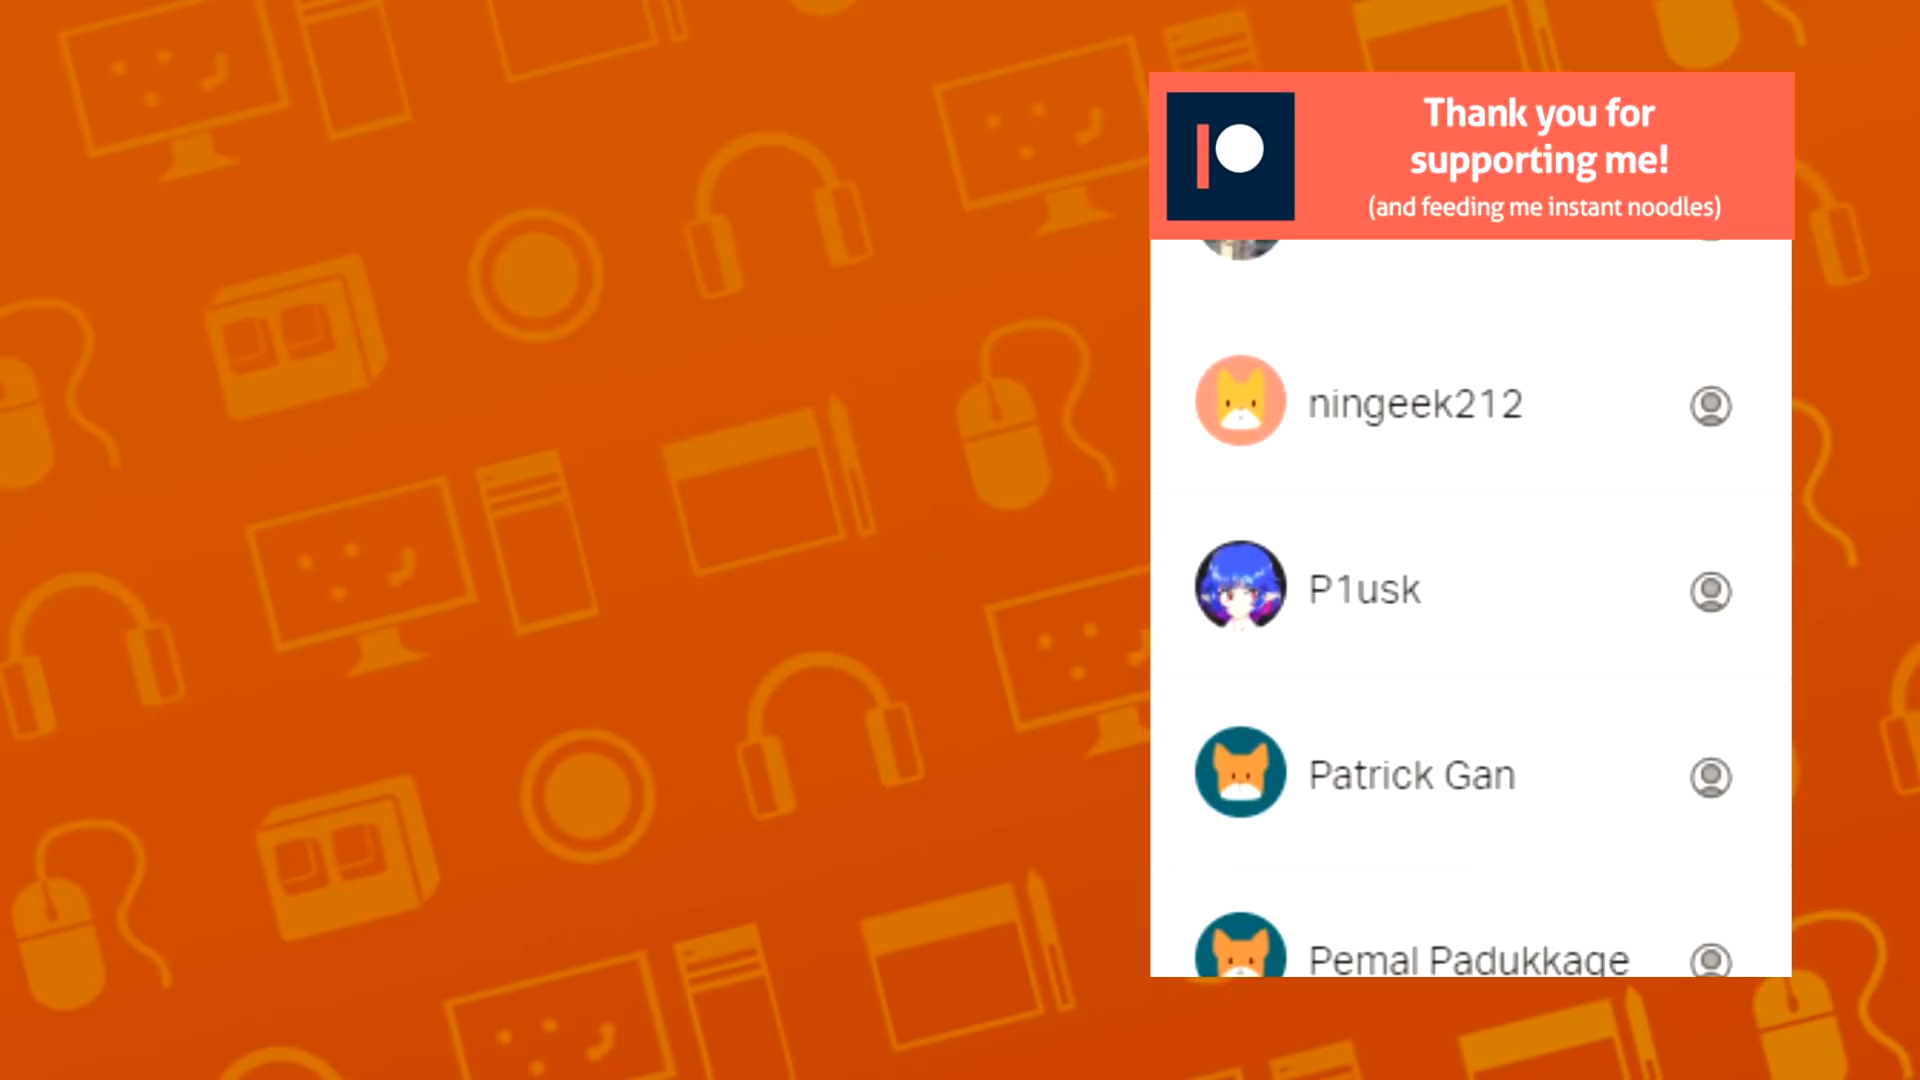 Thank you for
supporting me!
(and feeding me instant noodles)
ningeek212
P1usk
Patrick Gan
Pemal Padukkage